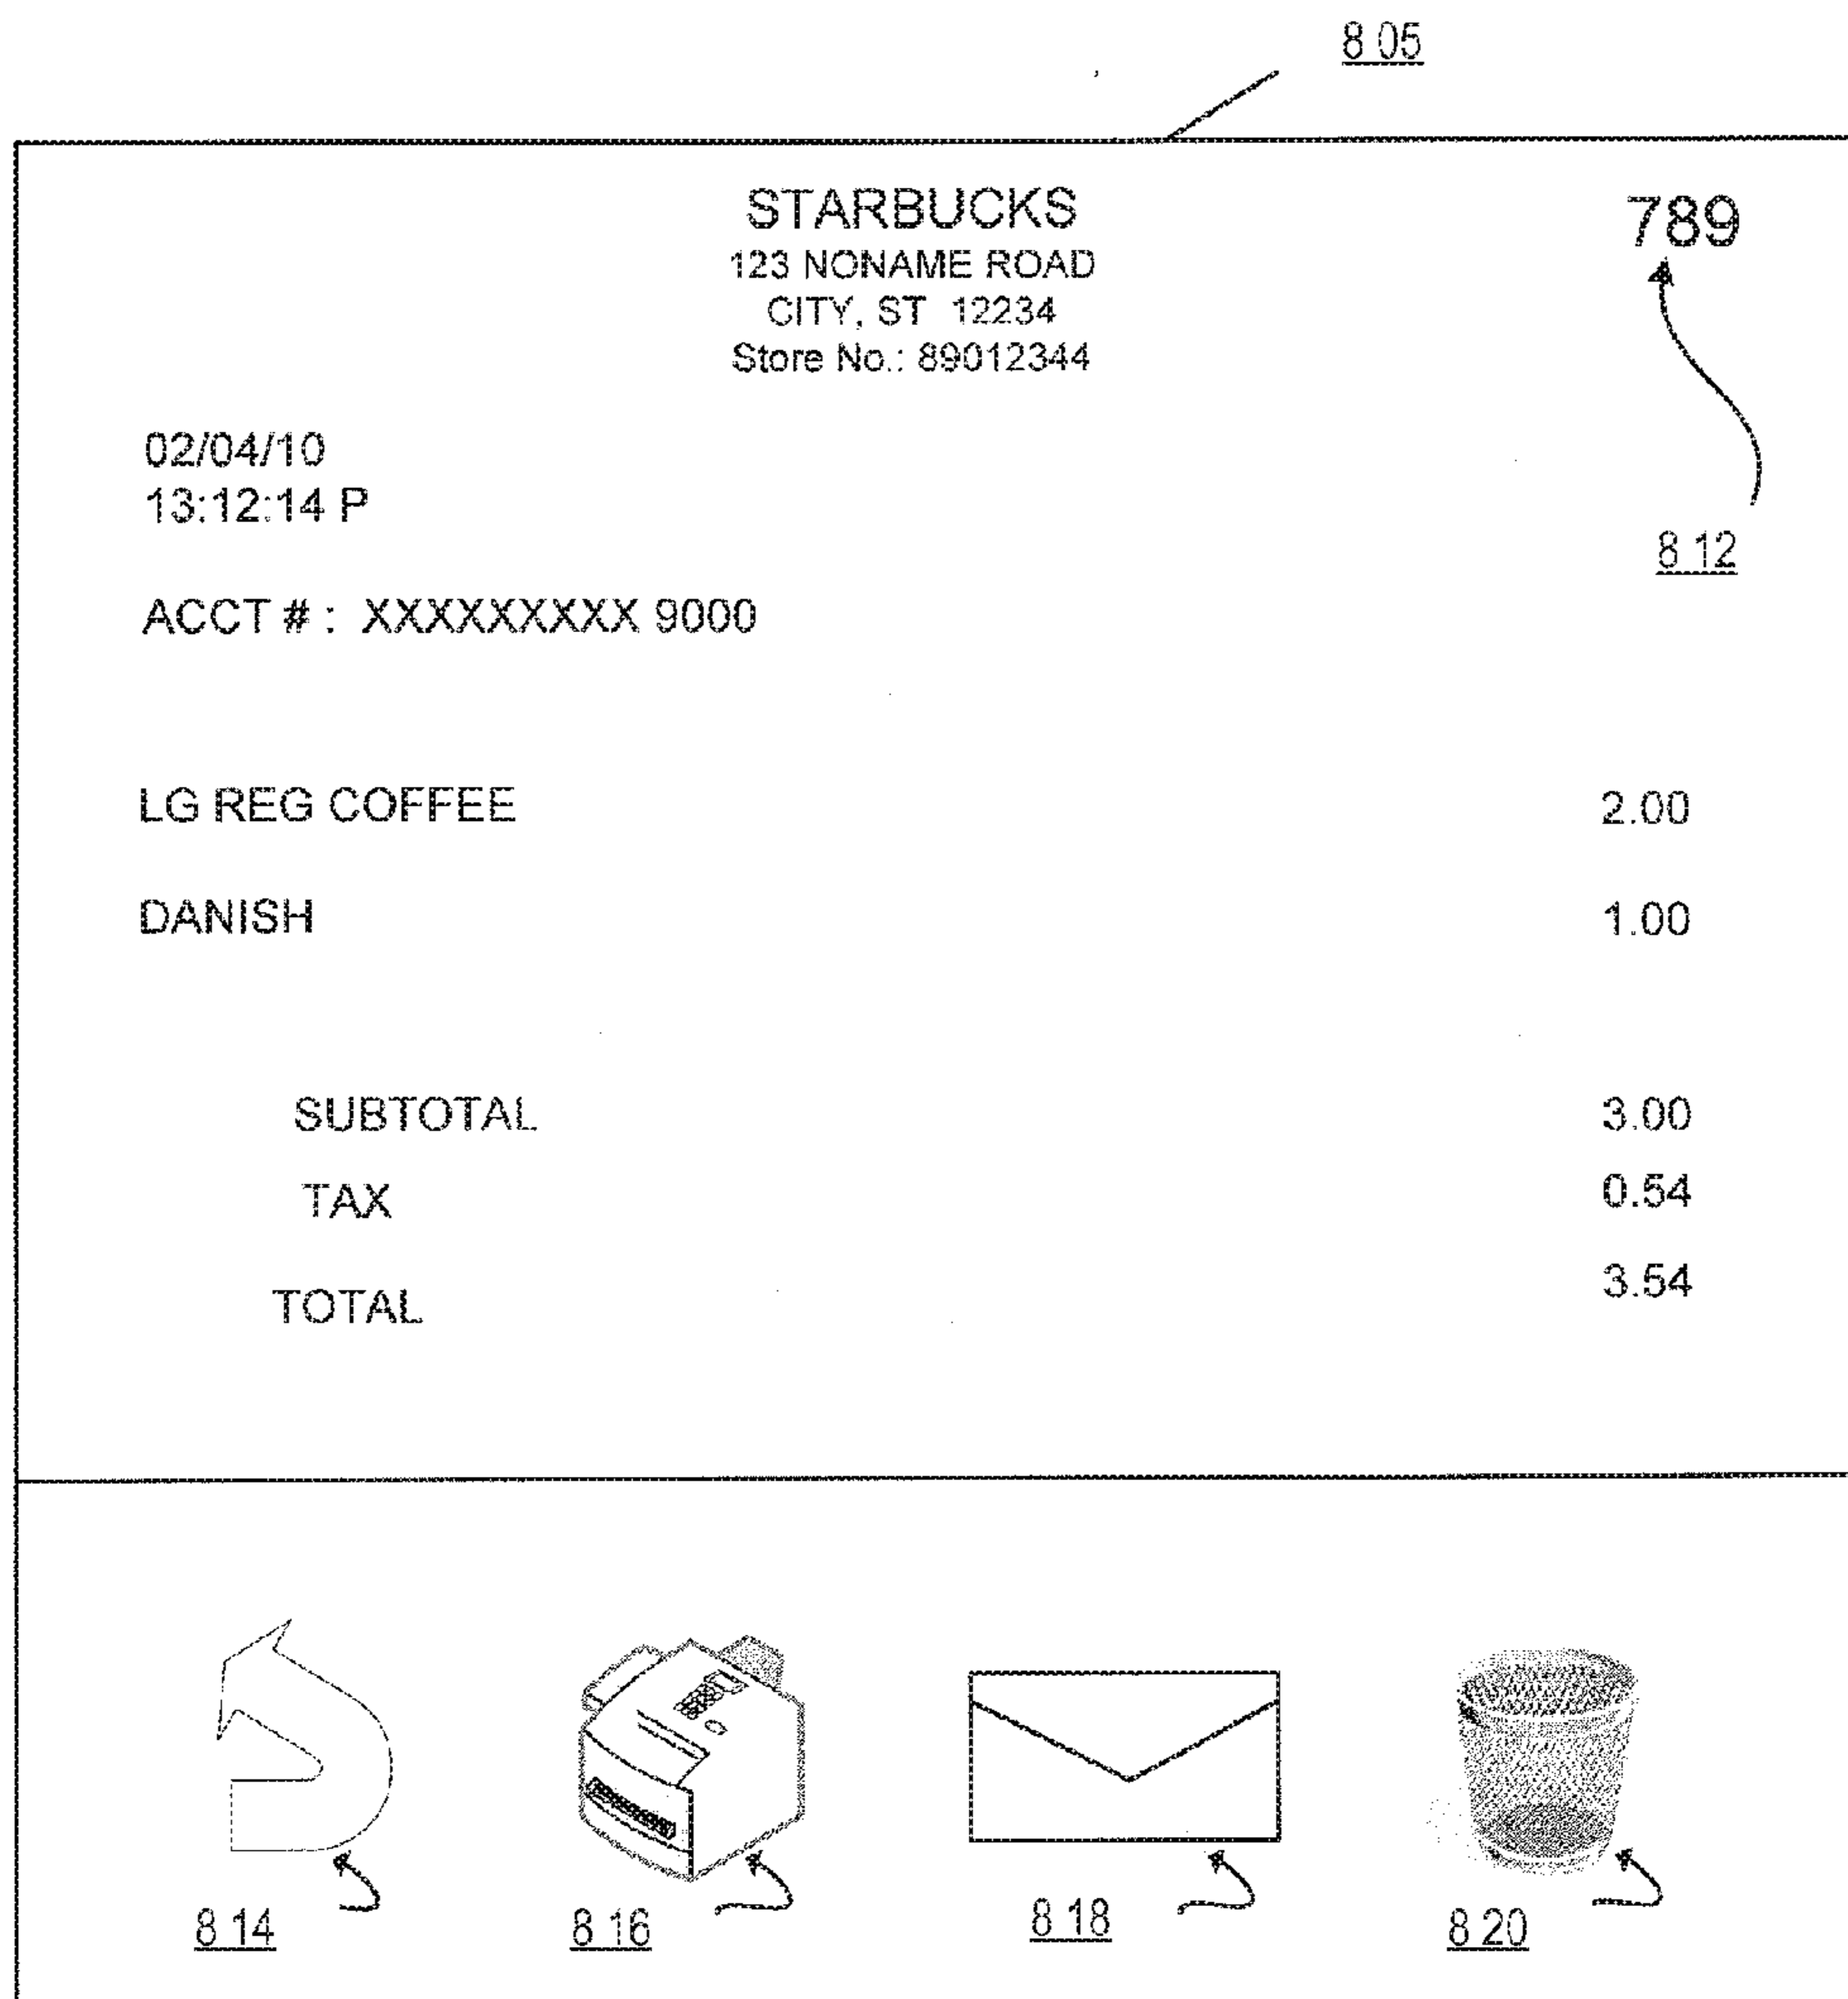 8 05
STARBUCKS 789
123 NONAME ROAD
CITY, ST 12234
Store No.: 89012344
02/04/10
13:12:14 P
8 12
ACCT # : XXXXXXXXX 9000
LG REG COFFEE 2.00
DANISH 1.00
SUBTOTAL 3.00
TAX 0.54
TOTAL 3.54
8 14 8 16 8 18 8 20